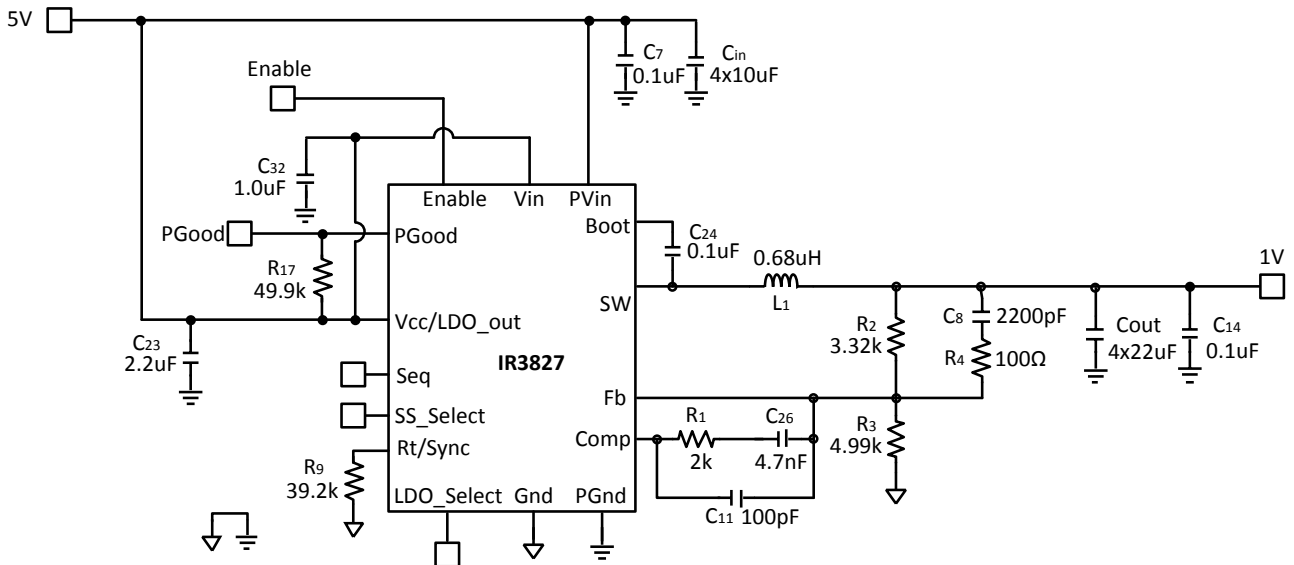 5V
C7
0.1uF
Cin
4x10uF
Enable
C32
1.0uF
Enable
Vin
PVin
PGood
PGood
Boot
C24
0.1uF
R17
49.9k
0.68uH
L1
1V
SW
Vcc/LDO_out
C23
2.2uF
IR3827
R2
3.32k
C8
2200pF
R4
100Ω
Cout
4x22uF
C14
0.1uF
Seq
SS_Select
Rt/Sync
Fb
Comp
R1
2k
C26
4.7nF
R3
4.99k
R9
39.2k
LDO_Select
Gnd
PGnd
C11
100pF